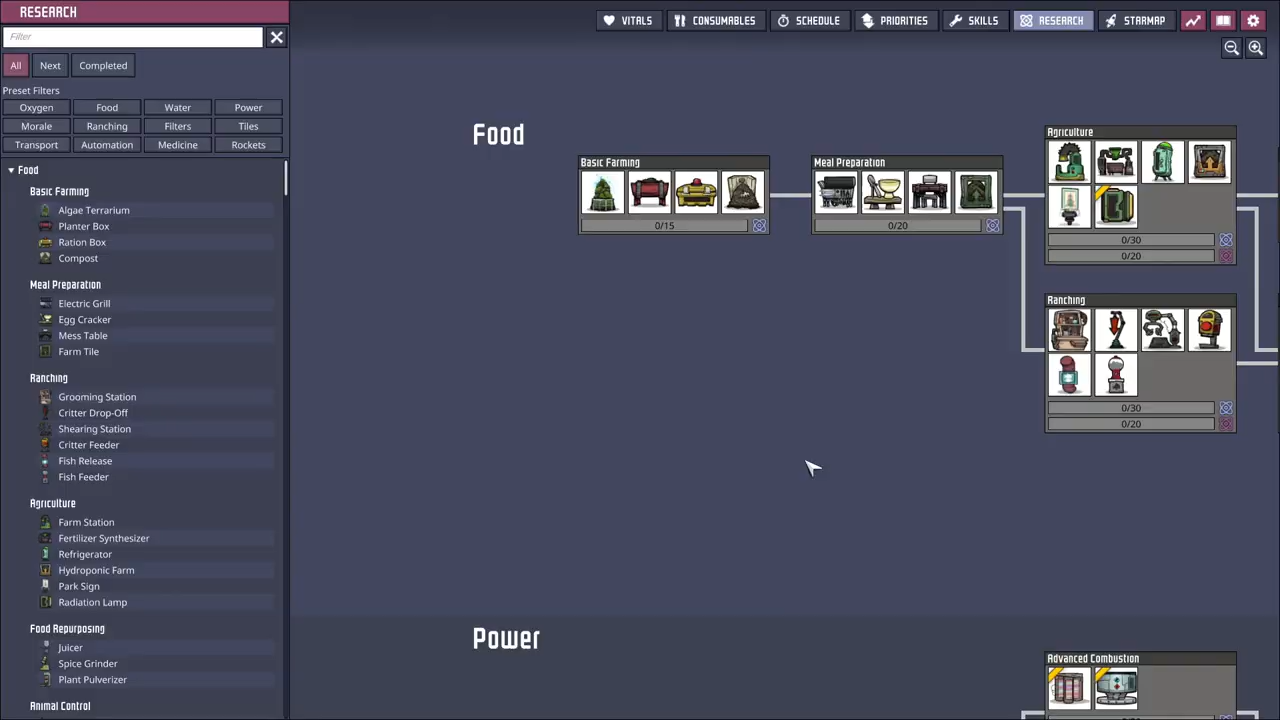 RESEARCH
VITALS
CONSUMABLES
SCHEDULE
PRIORITIES
SKILLS
RESEARCH
STARMAP
Filter
All
Next
Completed
Preset Filters
Oxygen
Food
Water
Power
Morale
Ranching
Filters
Tiles
Transport
Automation
Medicine
Rockets
Food
Basic Farming
Algae Terrarium
Planter Box
Ration Box
Compost
Meal Preparation
Electric Grill
Egg Cracker
Mess Table
Farm Tile
Ranching
Grooming Station
Critter Drop-Off
Shearing Station
Critter Feeder
Fish Release
Fish Feeder
Agriculture
Farm Station
Fertilizer Synthesizer
Refrigerator
Hydroponic Farm
Park Sign
Radiation Lamp
Food Repurposing
Juicer
Spice Grinder
Plant Pulverizer
Animal Control
Food
Basic Farming
0/15
Meal Preparation
0/20
Agriculture
0/30
0/20
Ranching
0/30
0/20
Power
Advanced Combustion